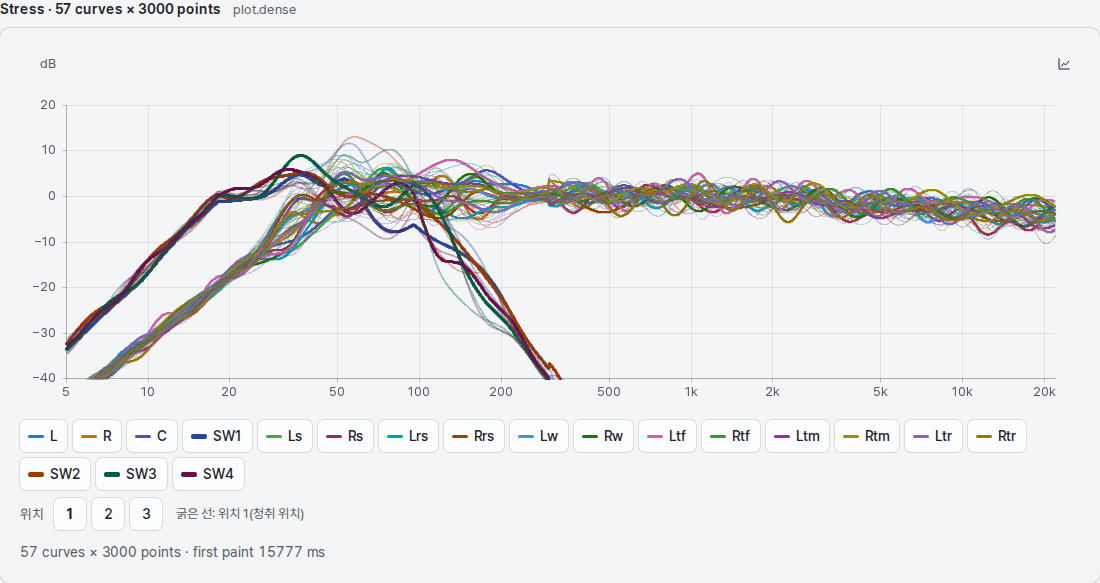 Stress · 57 curves × 3000 points plot.dense
dB
20
10
0
−10
−20
−30
−40
5 10 20 50 100 200 500 1k 2k 5k 10k 20k
L R C SW1 Ls Rs Lrs Rrs Lw Rw Ltf Rtf Ltm Rtm Ltr Rtr
SW2 SW3 SW4
위치 1 2 3 굵은 선: 위치 1(청취 위치)
57 curves × 3000 points · first paint 15777 ms